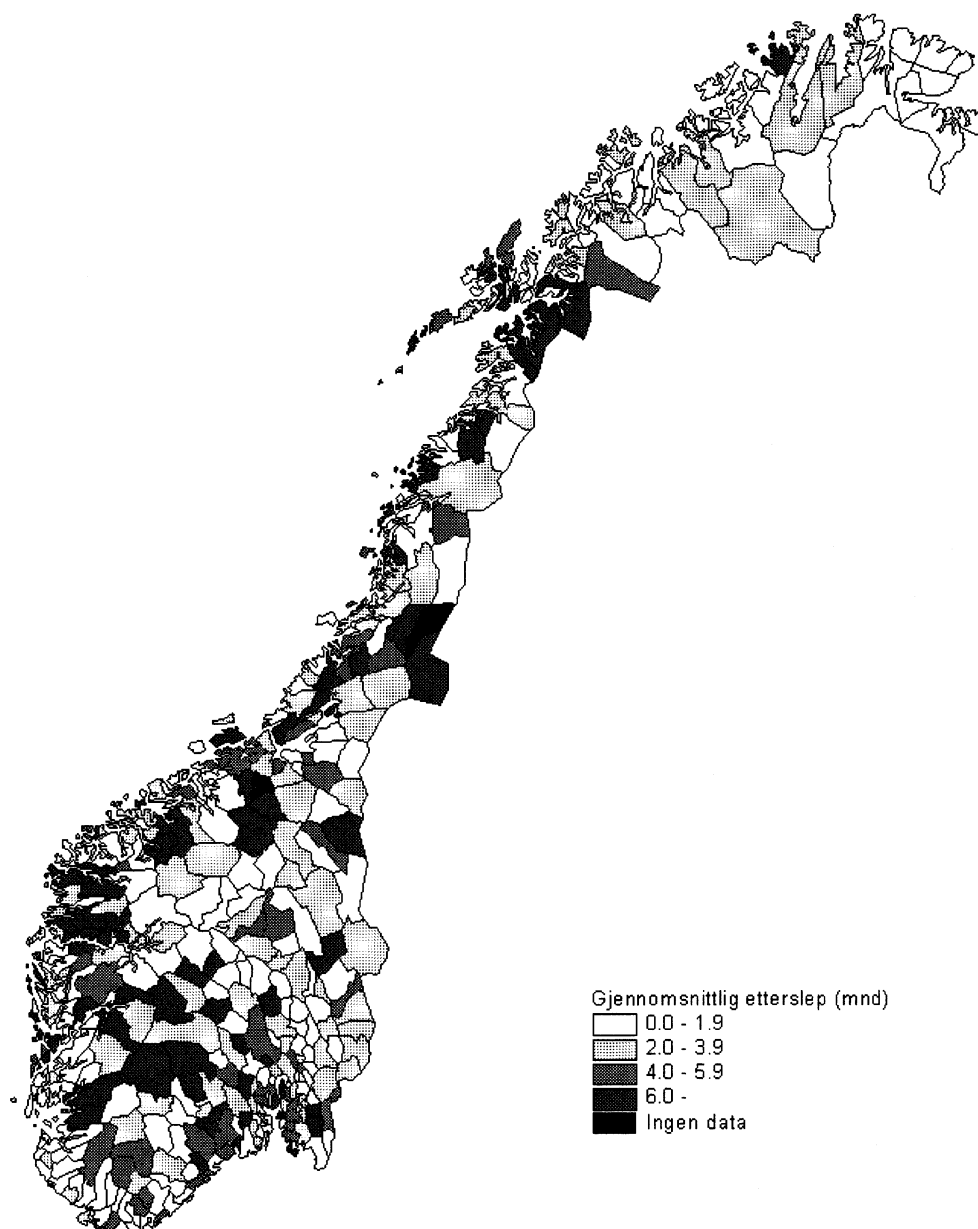 Gjennomsnittlig etterslep (mnd)
0.0 - 1.9
2.0 - 3.9
4.0 - 5.9
6.0 -
Ingen data